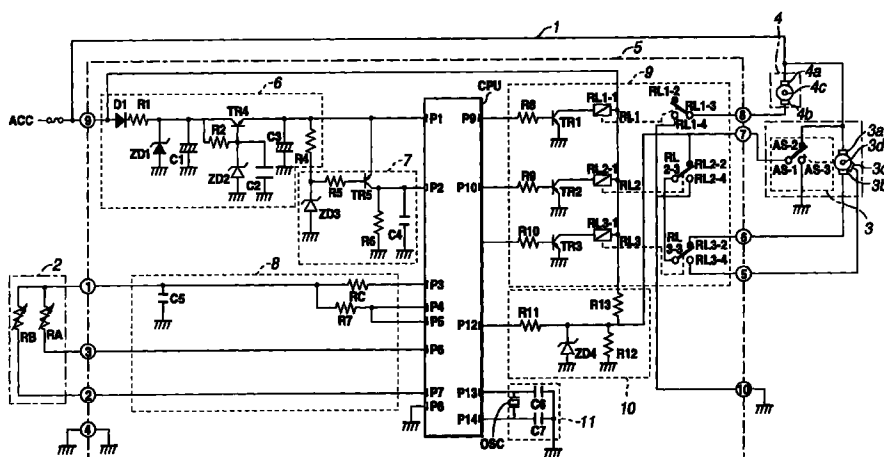 1
4
5
6
9
4a
4c
4b
CPU
ACC
9
D1
R1
TR4
P1
P9
R8
TR1
RL1-1
RL1
RL1-2
RL1-3
RL1-4
8
7
R2
C3
R4
ZD1
C1
ZD2
C2
7
R5
TR5
P2
P10
R9
TR2
RL2-1
RL2
RL
2-3
RL2-2
RL2-4
AS-2
AS-1
AS-3
3a
3d
3c
3b
3
ZD3
R6
C4
R10
TR3
RL3-1
RL3
RL
3-3
RL3-2
RL3-4
6
5
2
8
1
C5
RC
P3
R7
P4
P5
R13
RB
RA
3
P6
P12
R11
ZD4
R12
10
2
P7
P8
P13
P14
C6
C7
OSC
11
10
4